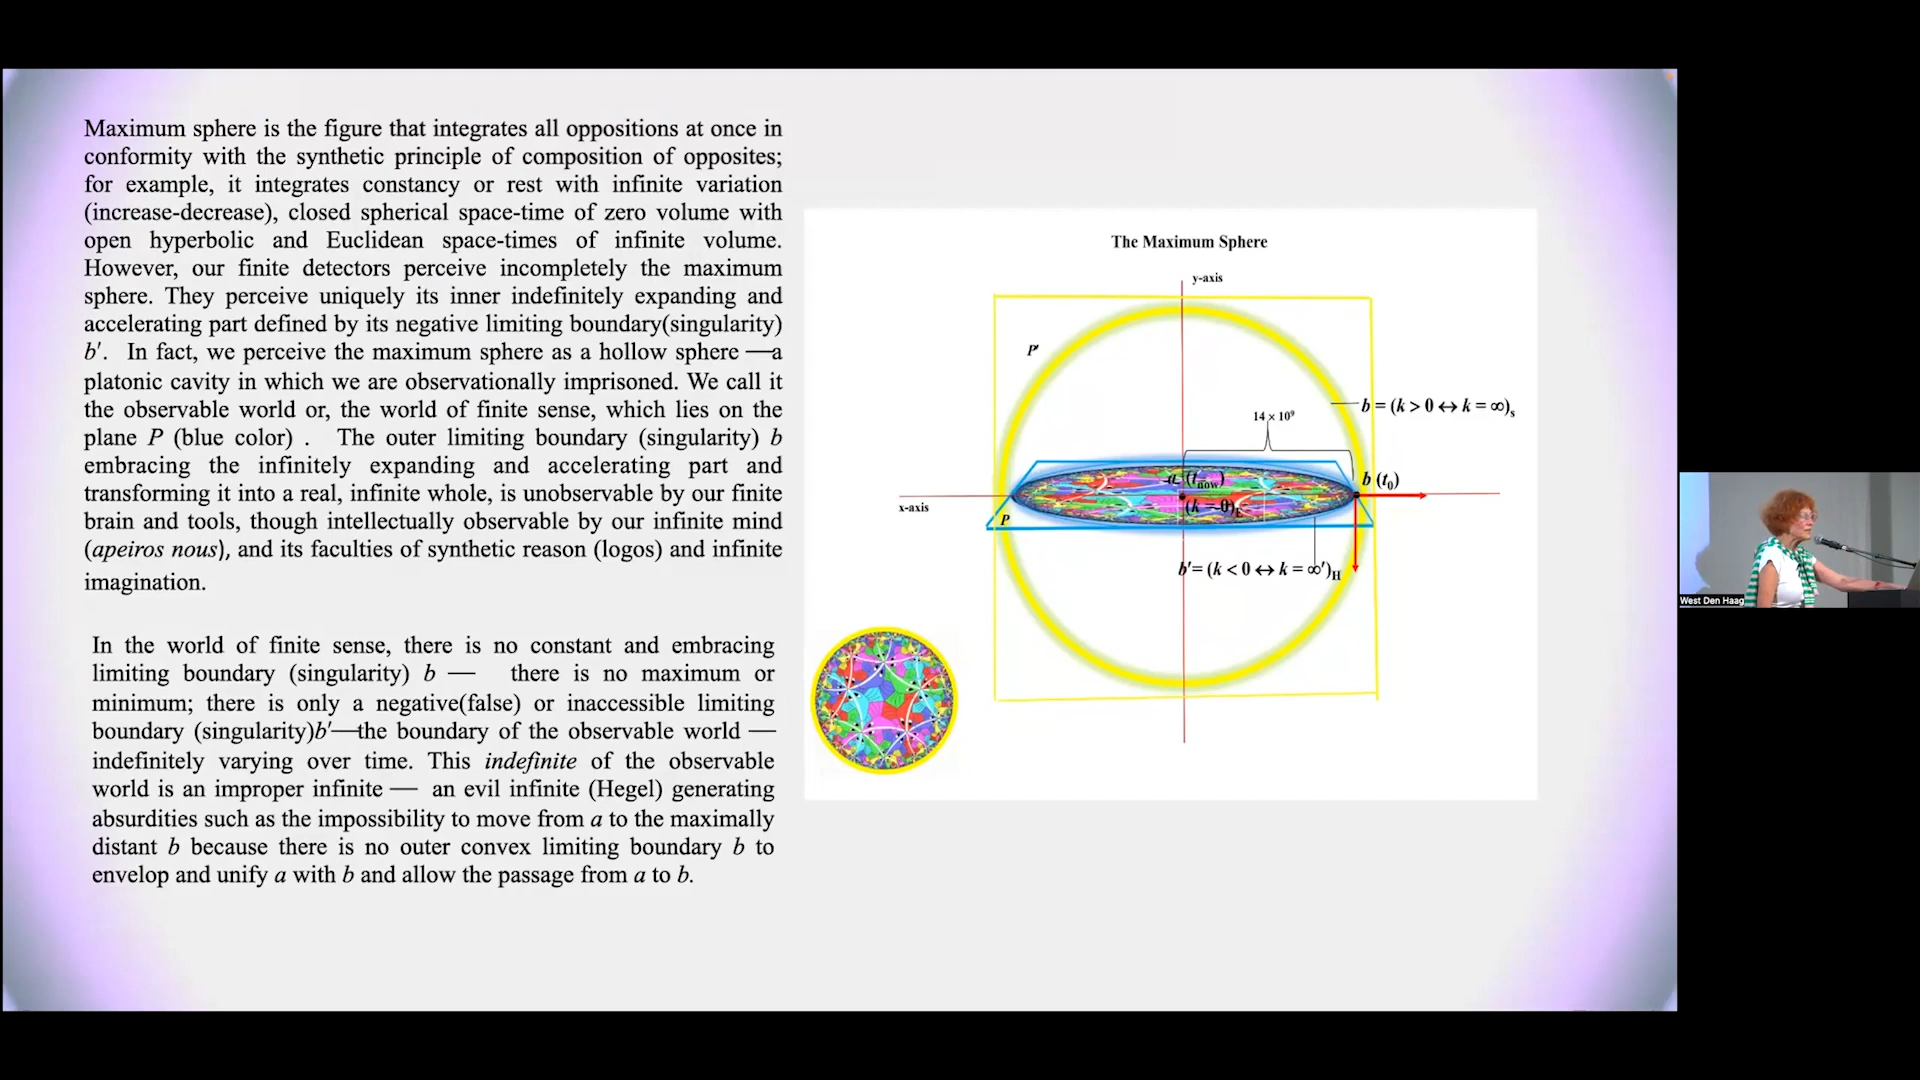 Maximum sphere is the figure that integrates all oppositions at once in
conformity with the synthetic principle of composition of opposites;
for example, it integrates constancy or rest with infinite variation
(increase-decrease), closed spherical space-time of zero volume with
open hyperbolic and Euclidean space-times of infinite volume.
However, our finite detectors perceive incompletely the maximum
sphere. They perceive uniquely its inner indefinitely expanding and
accelerating part defined by its negative limiting boundary(singularity)
b′. In fact, we perceive the maximum sphere as a hollow sphere —a
platonic cavity in which we are observationally imprisoned. We call it
the observable world or, the world of finite sense, which lies on the
plane P (blue color) . The outer limiting boundary (singularity) b
embracing the infinitely expanding and accelerating part and
transforming it into a real, infinite whole, is unobservable by our finite
brain and tools, though intellectually observable by our infinite mind
(apeiros nous), and its faculties of synthetic reason (logos) and infinite
imagination.
In the world of finite sense, there is no constant and embracing
limiting boundary (singularity) b — there is no maximum or
minimum; there is only a negative(false) or inaccessible limiting
boundary (singularity)b′—the boundary of the observable world —
indefinitely varying over time. This indefinite of the observable
world is an improper infinite — an evil infinite (Hegel) generating
absurdities such as the impossibility to move from a to the maximally
distant b because there is no outer convex limiting boundary b to
envelop and unify a with b and allow the passage from a to b.
The Maximum Sphere
y-axis
P'
b = (k > 0 ↔ k = ∞)s
14 × 10⁹
(tnow)
b (t₀)
x-axis
P
b′= (k < 0 ↔ k = ∞′)H
West Den Haag